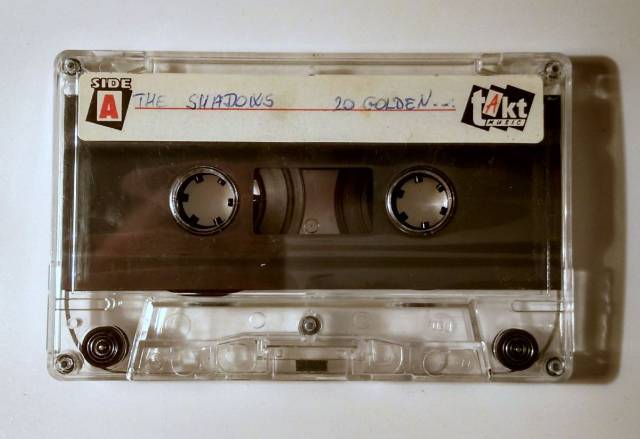 SIDE
A
THE SHADOWS 20 GOLDEN...
tAkt
MUSIC